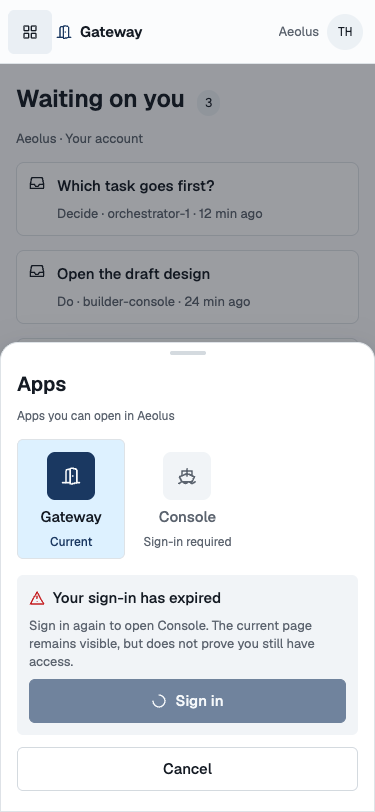 Gateway
Aeolus
TH
Waiting on you 3
Aeolus · Your account
Which task goes first?
Decide · orchestrator-1 · 12 min ago
Open the draft design
Do · builder-console · 24 min ago
Apps
Apps you can open in Aeolus
Gateway
Current
Console
Sign-in required
Your sign-in has expired
Sign in again to open Console. The current page
remains visible, but does not prove you still have
access.
Sign in
Cancel